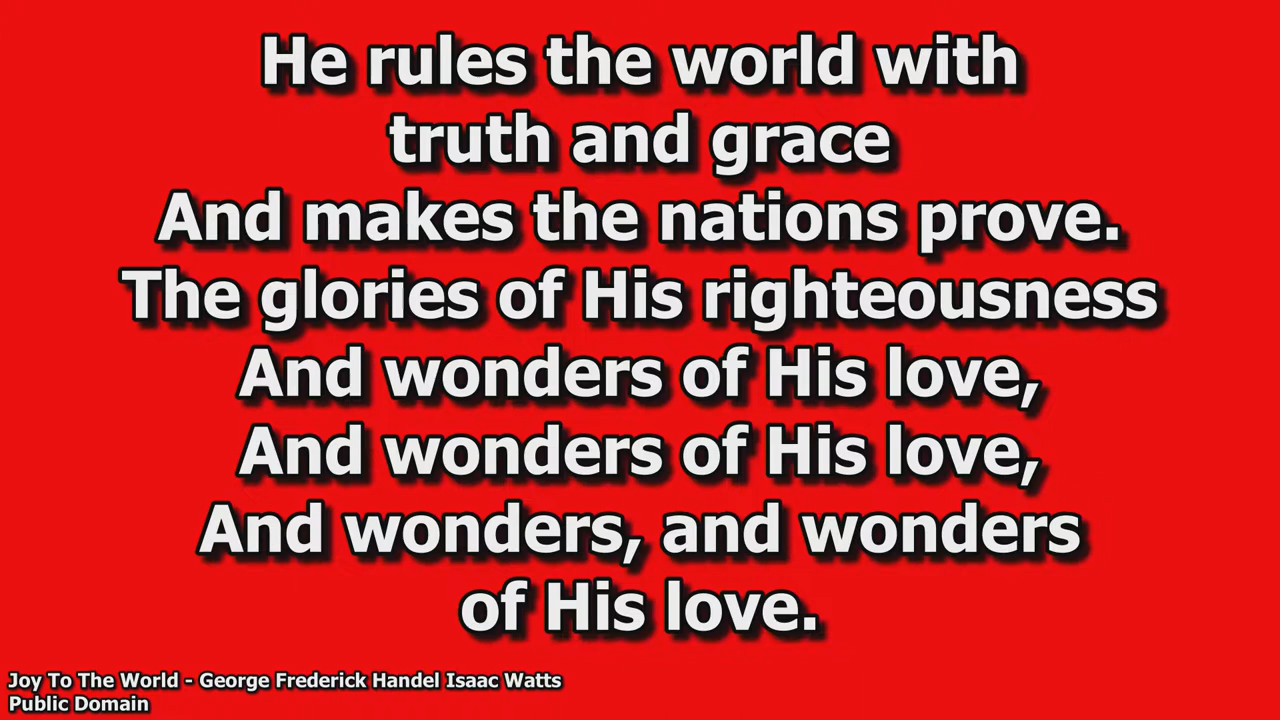 He rules the world with
truth and grace
And makes the nations prove.
The glories of His righteousness
And wonders of His love,
And wonders of His love,
And wonders, and wonders
of His love.
Joy To The World - George Frederick Handel Isaac Watts
Public Domain